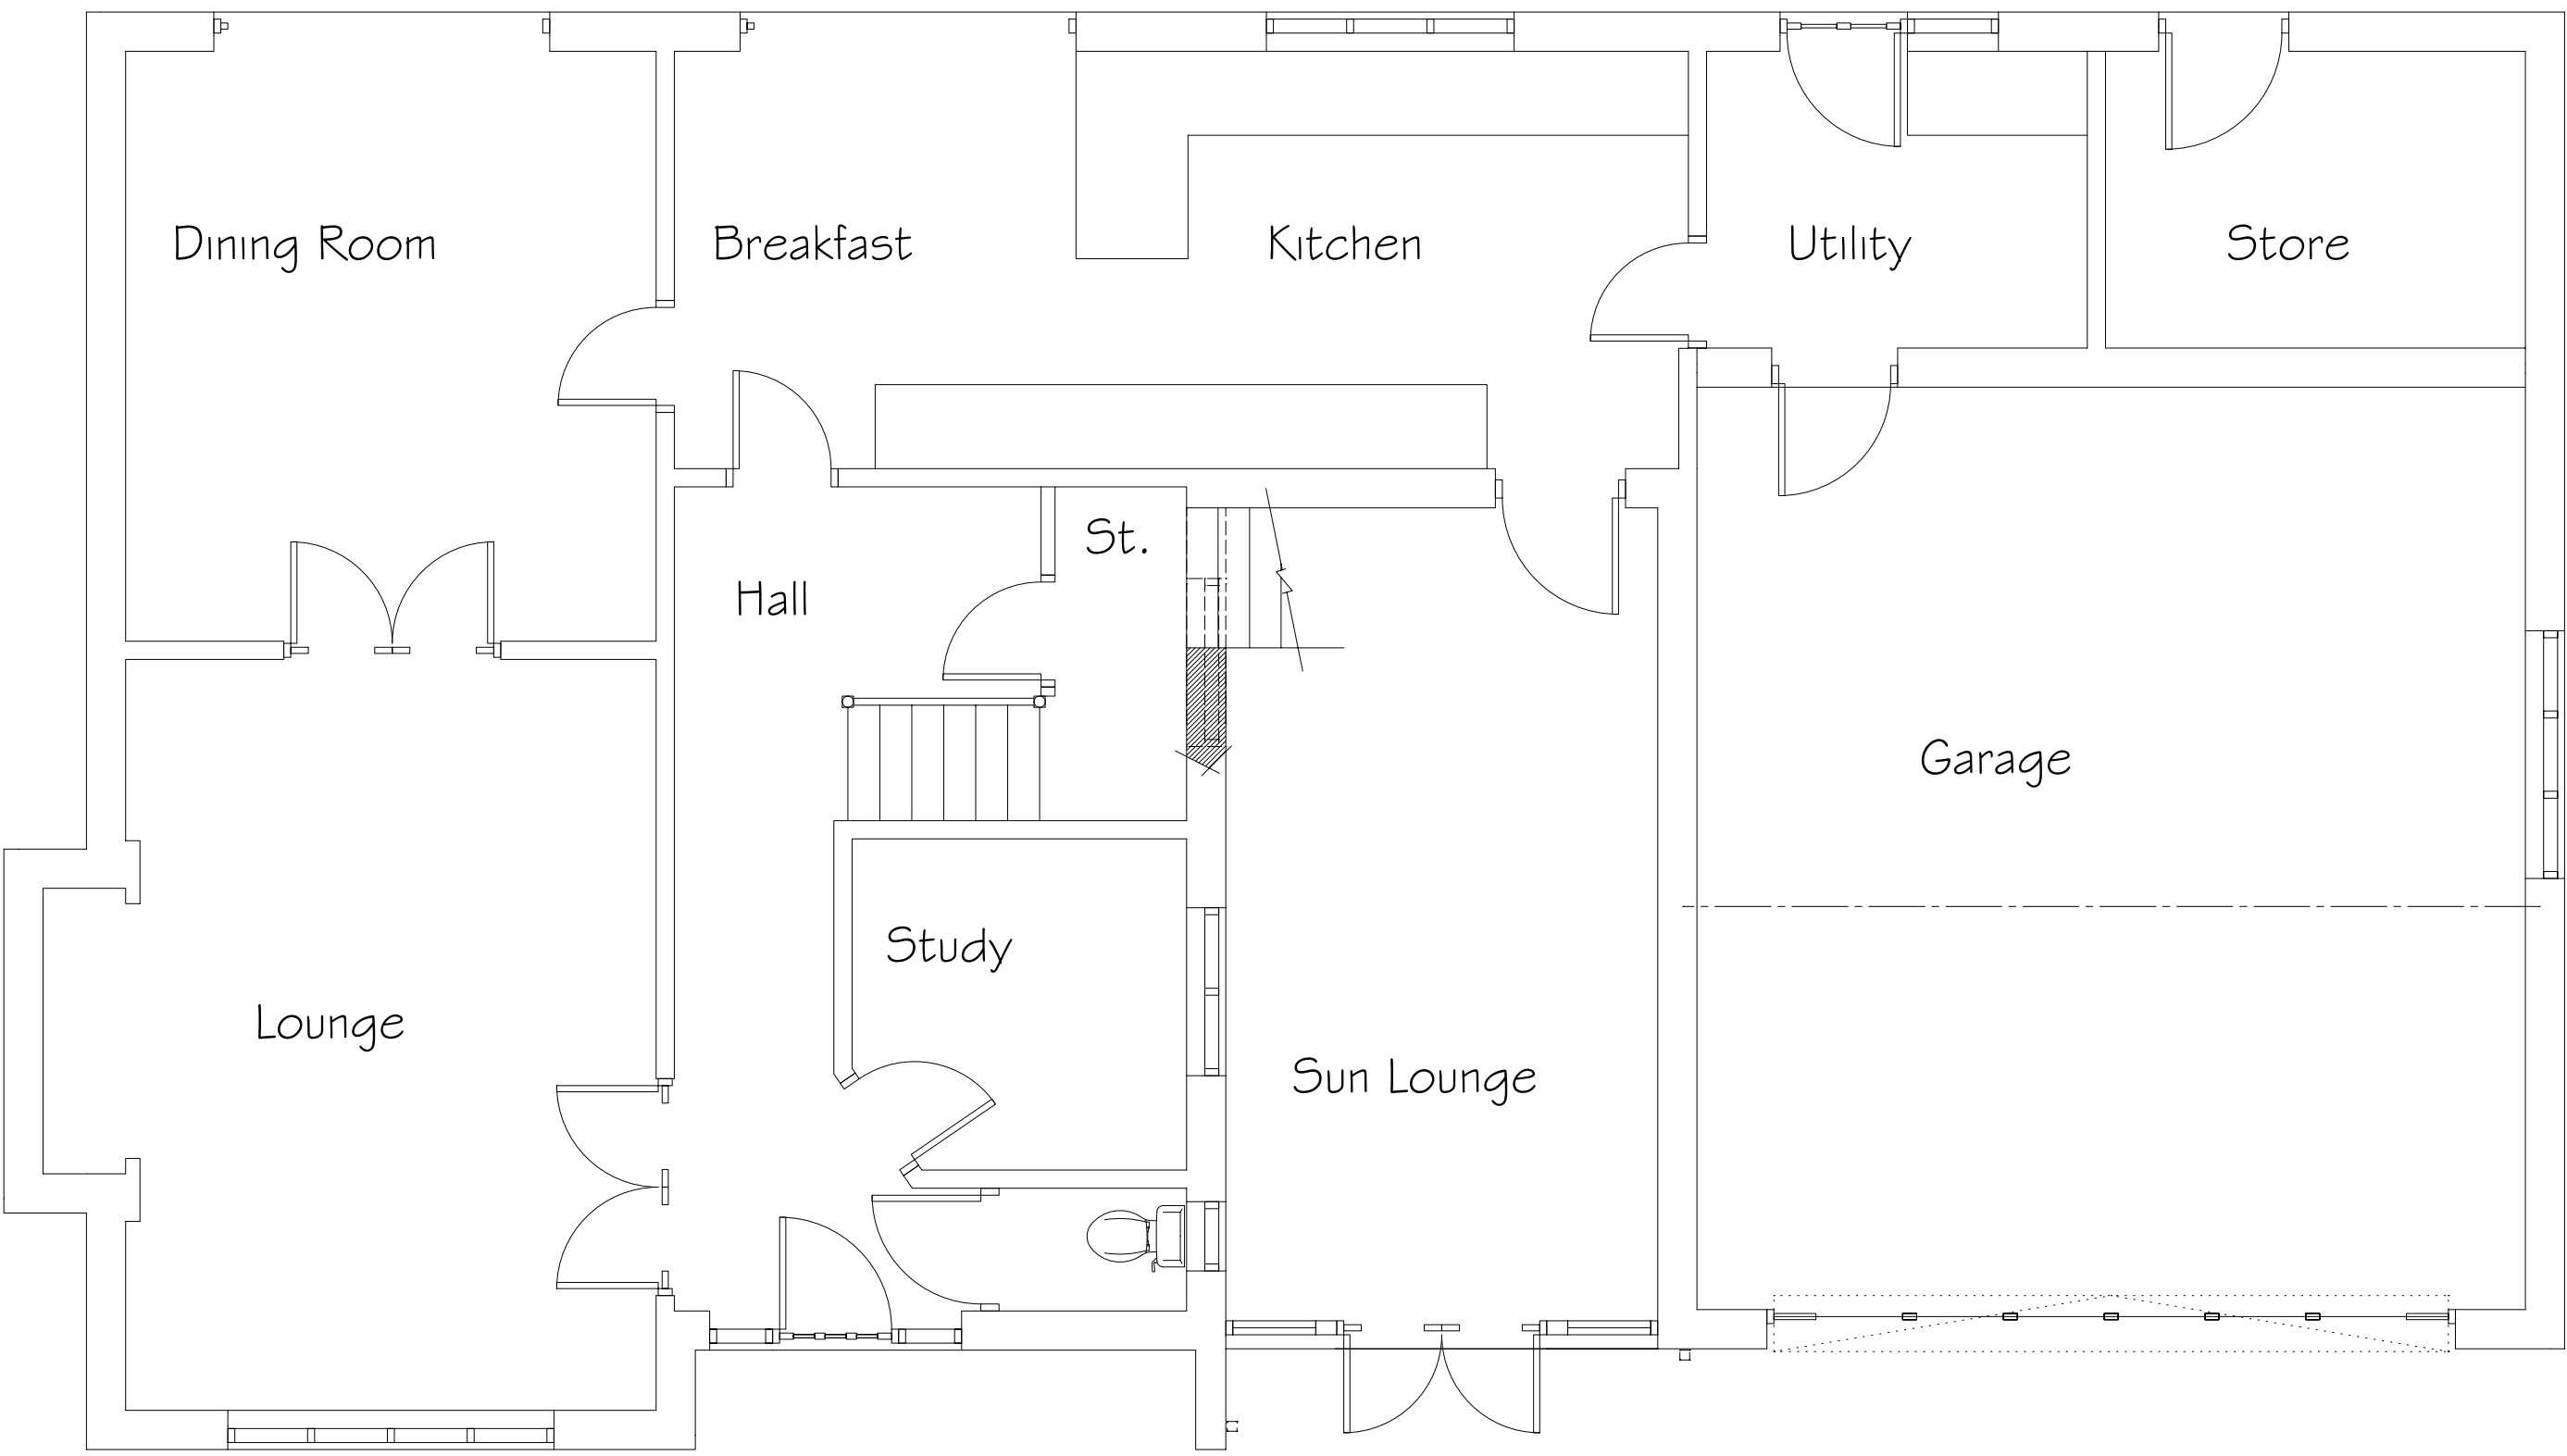 Dining Room
Breakfast
Kitchen
Utility
Store
St.
Hall
Garage
Study
Lounge
Sun Lounge